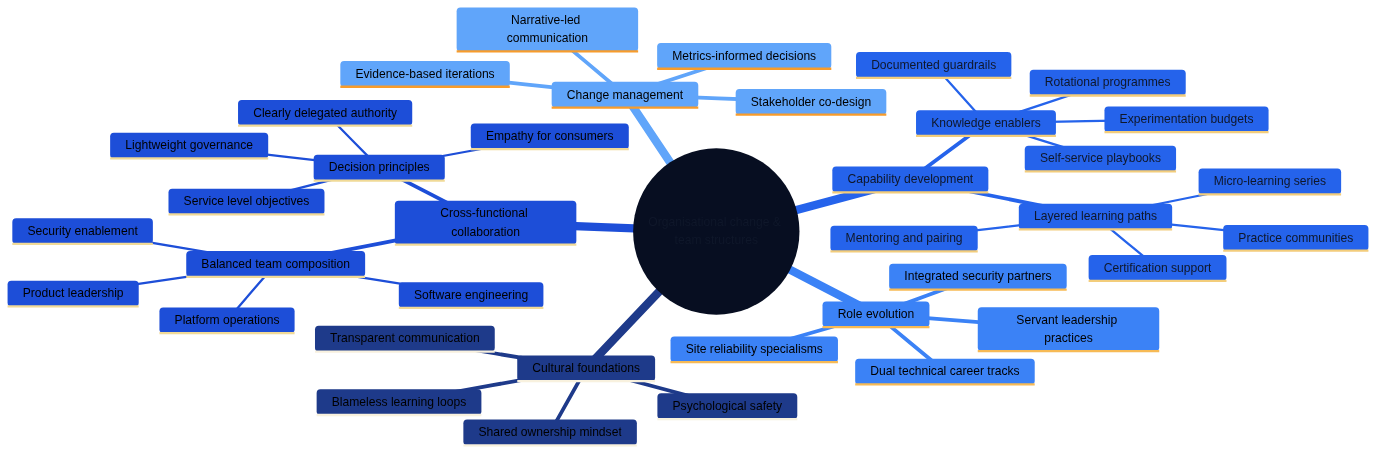 Narrative-led
communication
Metrics-informed decisions
Evidence-based iterations
Change management
Stakeholder co-design
Documented guardrails
Rotational programmes
Knowledge enablers
Experimentation budgets
Self-service playbooks
Clearly delegated authority
Empathy for consumers
Lightweight governance
Decision principles
Service level objectives
Cross-functional
collaboration
Capability development
Micro-learning series
Layered learning paths
Mentoring and pairing
Practice communities
Certification support
Organisational change &
team structures
Security enablement
Balanced team composition
Product leadership
Software engineering
Platform operations
Integrated security partners
Role evolution
Servant leadership
practices
Site reliability specialisms
Dual technical career tracks
Transparent communication
Cultural foundations
Blameless learning loops
Psychological safety
Shared ownership mindset